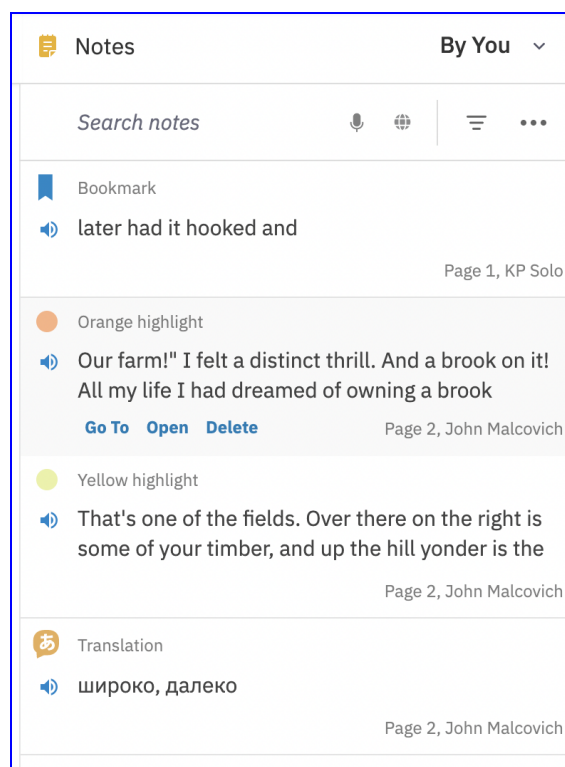 Notes
By You
Search notes
Bookmark
later had it hooked and
Page 1, KP Solo
Orange highlight
Our farm!" I felt a distinct thrill. And a brook on it!
All my life I had dreamed of owning a brook
Go To Open Delete
Page 2, John Malcovich
Yellow highlight
That's one of the fields. Over there on the right is
some of your timber, and up the hill yonder is the
Page 2, John Malcovich
あ
Translation
широко, далеко
Page 2, John Malcovich